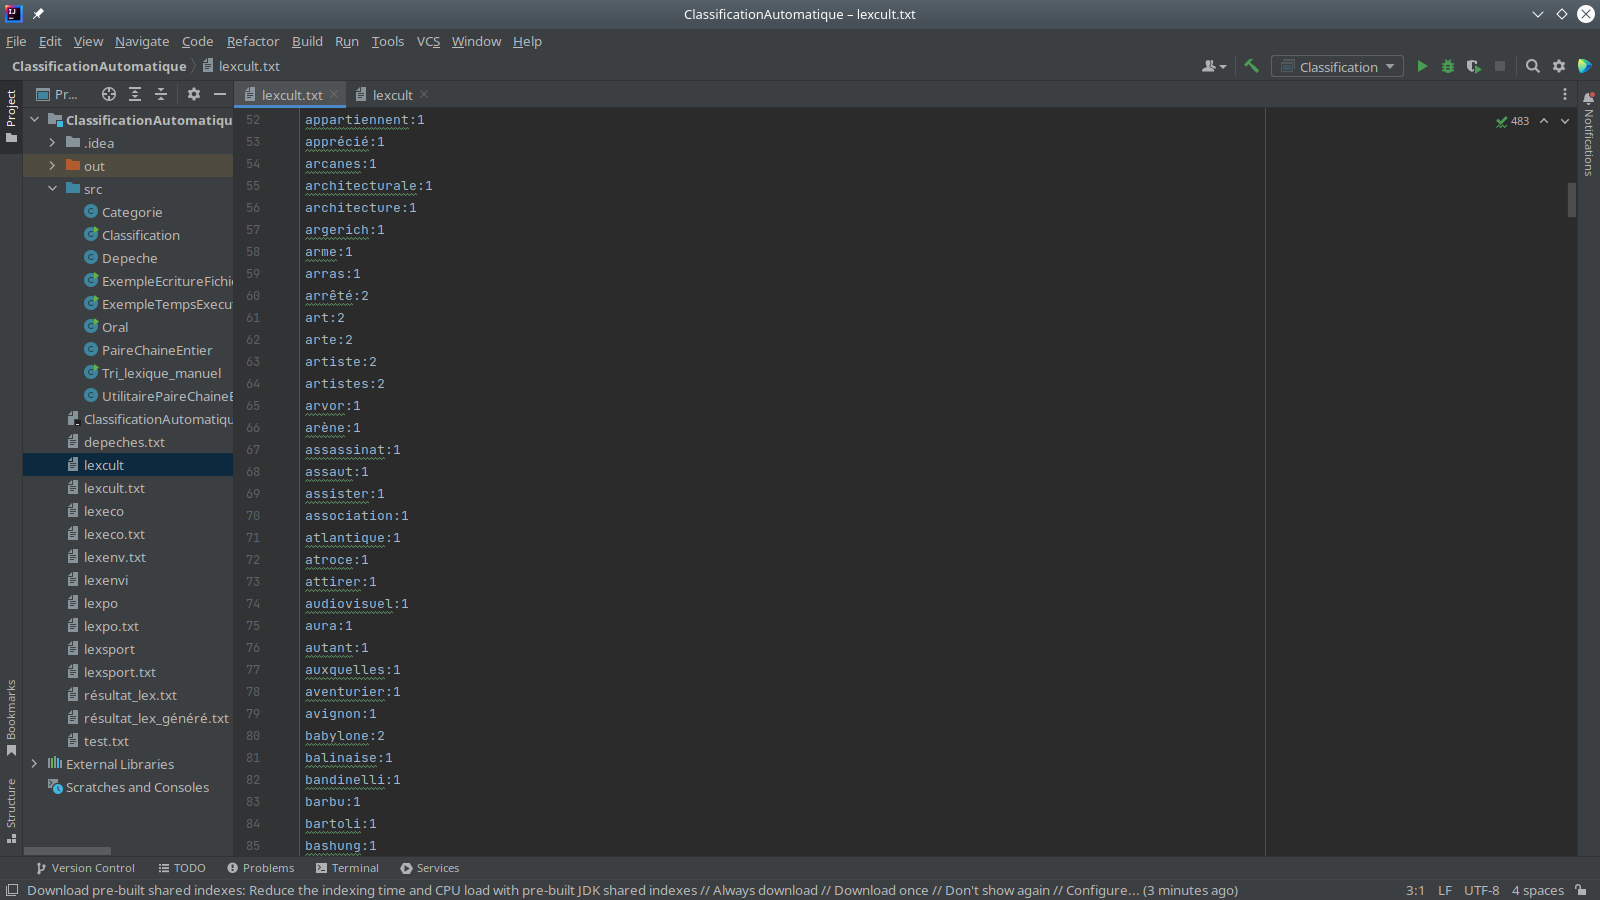 ClassificationAutomatique – lexcult.txt
File Edit View Navigate Code Refactor Build Run Tools VCS Window Help
ClassificationAutomatique lexcult.txt
Classification
Project
Pr...
lexcult.txt
lexcult
Notifications
483
ClassificationAutomatiqu
.idea
out
src
Categorie
Classification
Depeche
ExempleEcritureFichi
ExempleTempsExecu
Oral
PaireChaineEntier
Tri_lexique_manuel
UtilitairePaireChaineE
ClassificationAutomatiqu
depeches.txt
lexcult
lexcult.txt
lexeco
lexeco.txt
lexenv.txt
lexenvi
lexpo
lexpo.txt
lexsport
lexsport.txt
résultat_lex.txt
résultat_lex_généré.txt
test.txt
External Libraries
Scratches and Consoles
Bookmarks
Structure
52 appartiennent:1
53 apprécié:1
54 arcanes:1
55 architecturale:1
56 architecture:1
57 argerich:1
58 arme:1
59 arras:1
60 arrêté:2
61 art:2
62 arte:2
63 artiste:2
64 artistes:2
65 arvor:1
66 arène:1
67 assassinat:1
68 assaut:1
69 assister:1
70 association:1
71 atlantique:1
72 atroce:1
73 attirer:1
74 audiovisuel:1
75 aura:1
76 autant:1
77 auxquelles:1
78 aventurier:1
79 avignon:1
80 babylone:2
81 balinaise:1
82 bandinelli:1
83 barbu:1
84 bartoli:1
85 bashung:1
Version Control TODO Problems Terminal Services
Download pre-built shared indexes: Reduce the indexing time and CPU load with pre-built JDK shared indexes // Always download // Download once // Don't show again // Configure... (3 minutes ago)
3:1 LF UTF-8 4 spaces